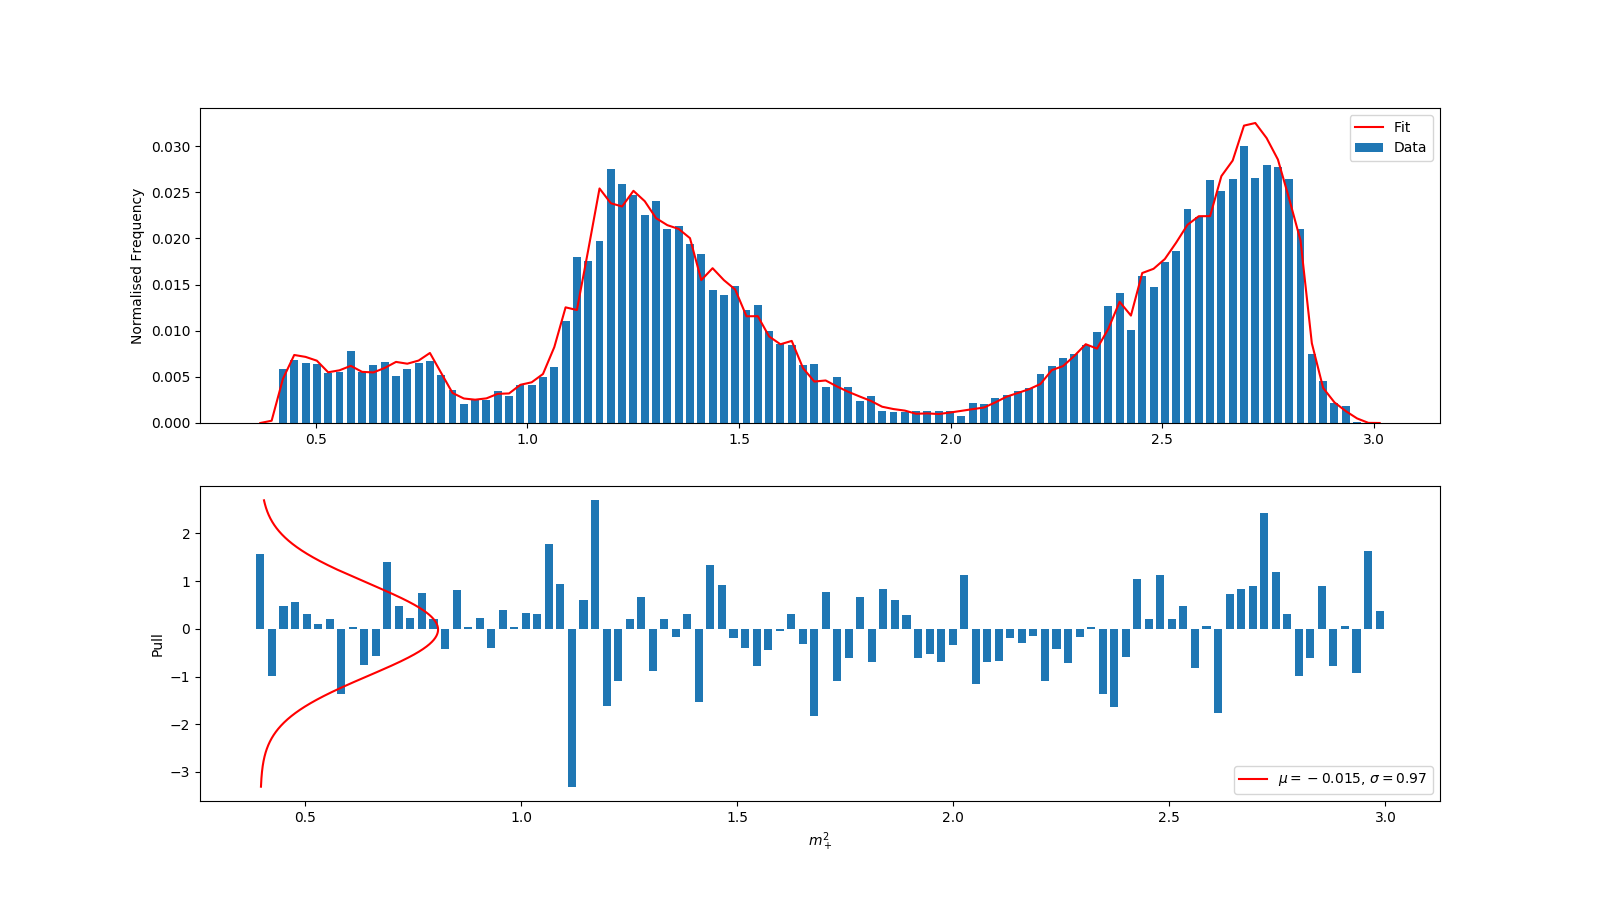 Normalised Frequency
0.030
0.025
0.020
0.015
0.010
0.005
0.000
Fit
Data
0.5 1.0 1.5 2.0 2.5 3.0
Pull
2
1
0
−1
−2
−3
μ = −0.015, σ = 0.97
0.5 1.0 1.5 2.0 2.5 3.0
m²₊